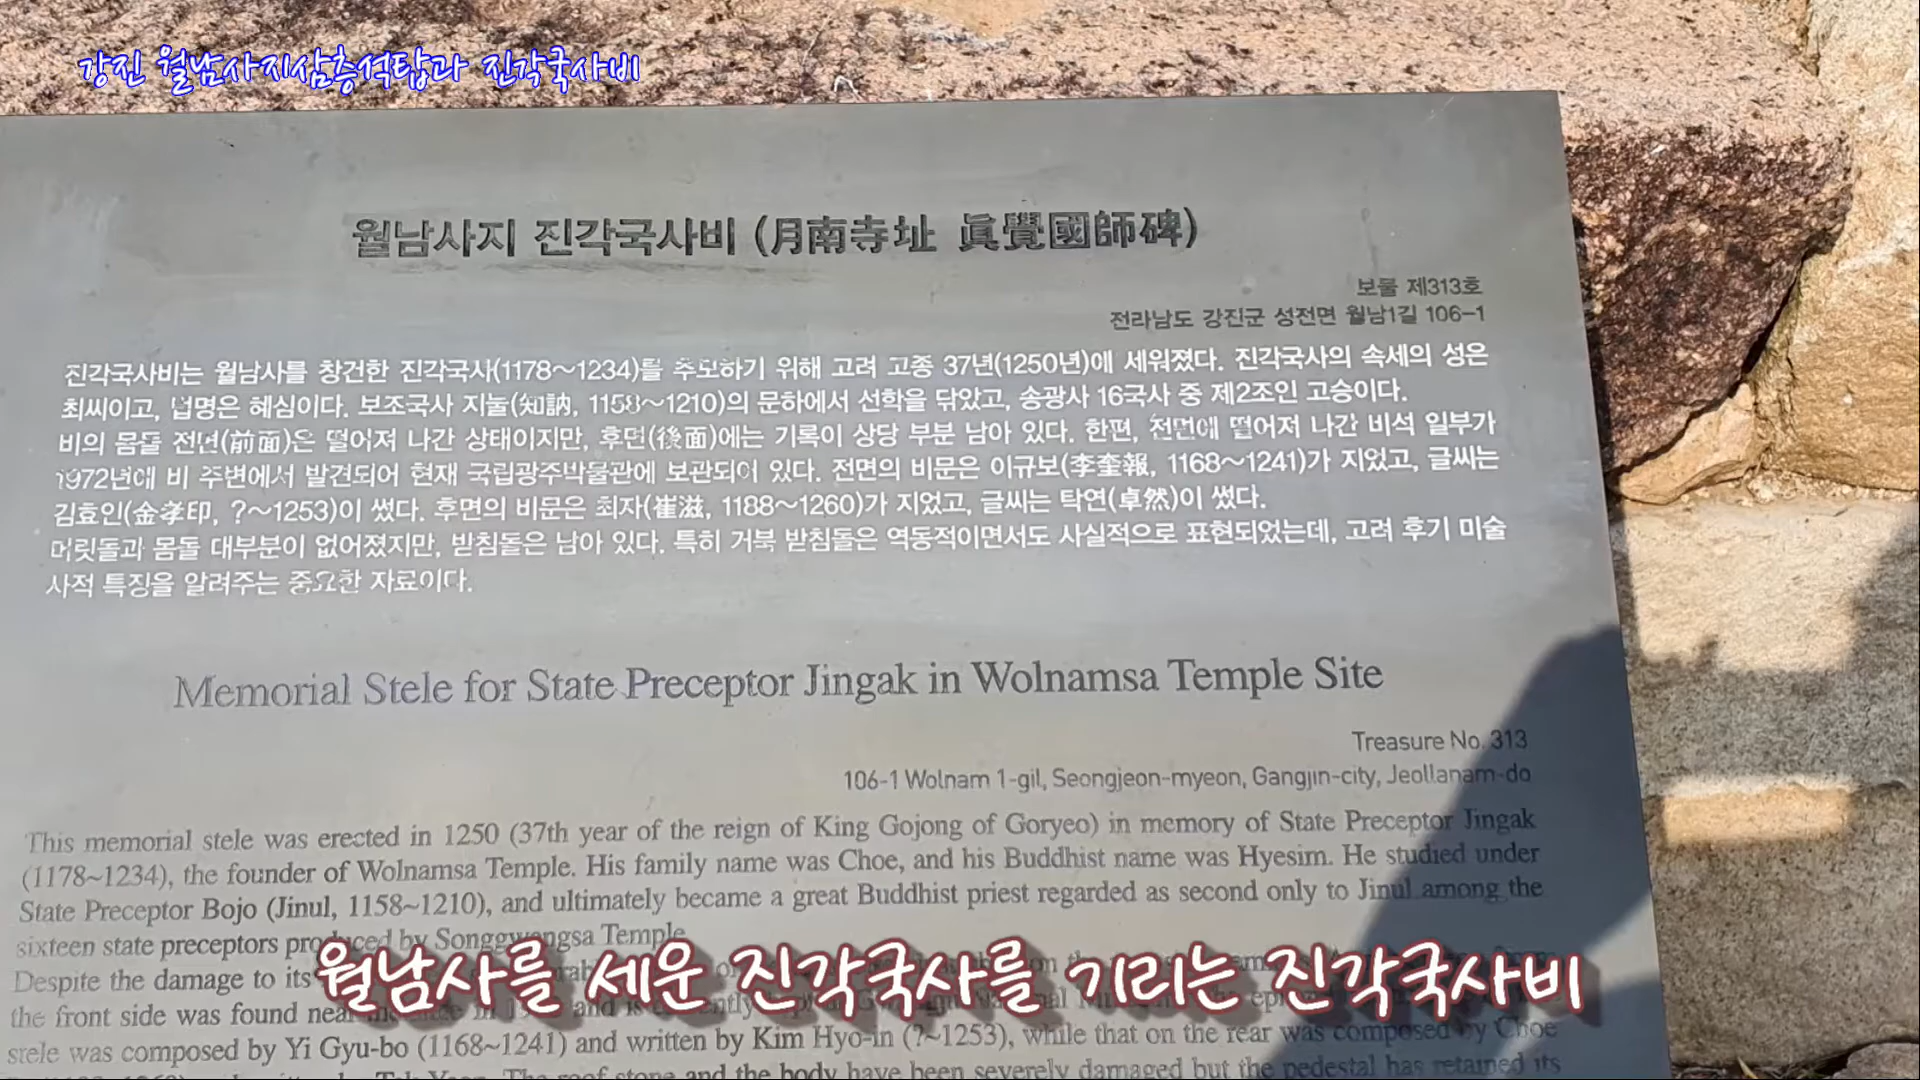 강진 월남사지삼층석탑과 진각국사비
월남사지 진각국사비 (月南寺址 眞覺國師碑)
보물 제313호
전라남도 강진군 성전면 월남1길 106-1
진각국사비는 월남사를 창건한 진각국사(1178~1234)를 추모하기 위해 고려 고종 37년(1250년)에 세워졌다. 진각국사의 속세의 성은
최씨이고, 법명은 혜심이다. 보조국사 지눌(知訥, 1158~1210)의 문하에서 선학을 닦았고, 송광사 16국사 중 제2조인 고승이다.
비의 몸돌 전면(前面)은 떨어져 나간 상태이지만, 후면(後面)에는 기록이 상당 부분 남아 있다. 한편, 전면에 떨어져 나간 비석 일부가
1972년에 비 주변에서 발견되어 현재 국립광주박물관에 보관되어 있다. 전면의 비문은 이규보(李奎報, 1168~1241)가 지었고, 글씨는
김효인(金孝印, ?~1253)이 썼다. 후면의 비문은 최자(崔滋, 1188~1260)가 지었고, 글씨는 탁연(卓然)이 썼다.
머릿돌과 몸돌 대부분이 없어졌지만, 받침돌은 남아 있다. 특히 거북 받침돌은 역동적이면서도 사실적으로 표현되었는데, 고려 후기 미술
사적 특징을 알려주는 중요한 자료이다.
Memorial Stele for State Preceptor Jingak in Wolnamsa Temple Site
Treasure No. 313
106-1 Wolnam 1-gil, Seongjeon-myeon, Gangjin-city, Jeollanam-do
This memorial stele was erected in 1250 (37th year of the reign of King Gojong of Goryeo) in memory of State Preceptor Jingak
(1178~1234), the founder of Wolnamsa Temple. His family name was Choe, and his Buddhist name was Hyesim. He studied under
State Preceptor Bojo (Jinul, 1158~1210), and ultimately became a great Buddhist priest regarded as second only to Jinul among the
sixteen state preceptors produced by Songgwangsa Temple.
Despite the damage to its
the front side was found near
stele was composed by Yi Gyu-bo (1168~1241) and written by Kim Hyo-in (?~1253), while that on the rear was composed by Choe
The roof stone and the body have been severely damaged but the pedestal has retained its
월남사를 세운 진각국사를 기리는 진각국사비